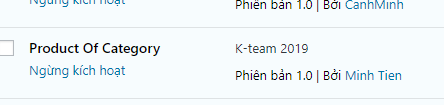 Ngừng kích hoạt
Phiên bản 1.0 | Bởi CanhMinh
Product Of Category
K-team 2019
Ngừng kích hoạt
Phiên bản 1.0 | Bởi Minh Tien